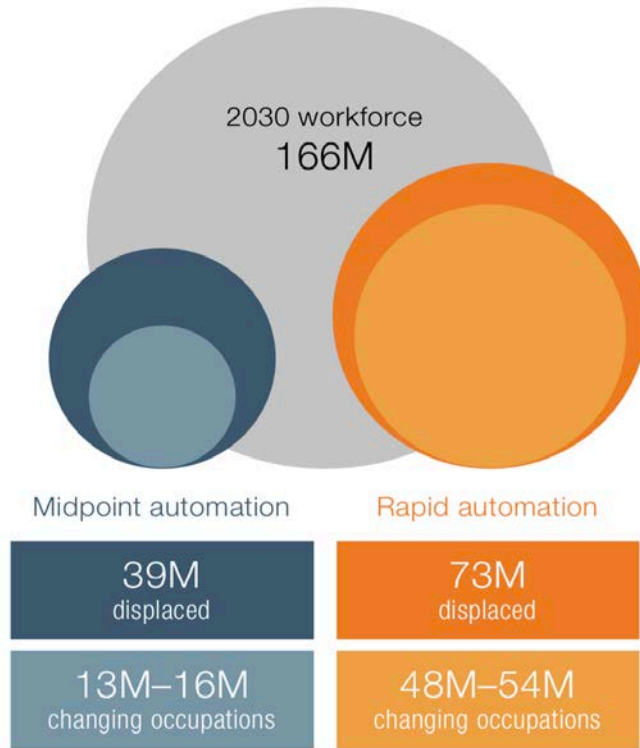 2030 workforce
166M
Midpoint automation
Rapid automation
39M
displaced
73M
displaced
13M–16M
changing occupations
48M–54M
changing occupations